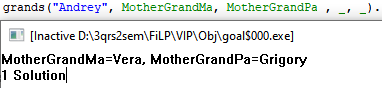 grands("Andrey", MotherGrandMa, MotherGrandPa , _, _).
[Inactive D:\3qrs2sem\FiLP\VIP\Obj\goal$000.exe]
MotherGrandMa=Vera, MotherGrandPa=Grigory
1 Solution